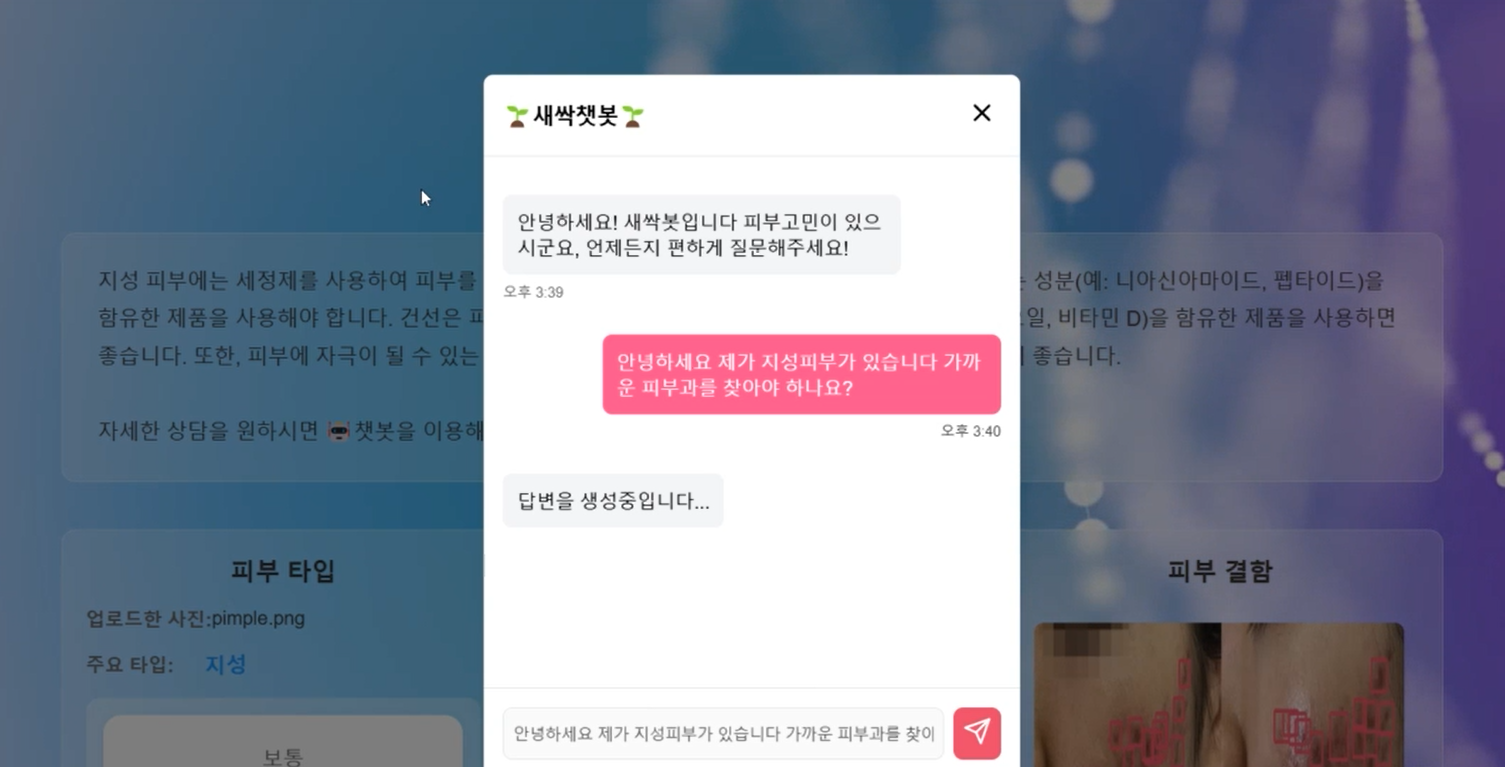 🌱새싹챗봇🌱
안녕하세요! 새싹봇입니다 피부고민이 있으
시군요, 언제든지 편하게 질문해주세요!
오후 3:39
안녕하세요 제가 지성피부가 있습니다 가까
운 피부과를 찾아야 하나요?
오후 3:40
답변을 생성중입니다...
안녕하세요 제가 지성피부가 있습니다 가까운 피부과를 찾이
지성 피부에는 세정제를 사용하여 피부를
성분(예: 니아신아마이드, 펩타이드)을
함유한 제품을 사용해야 합니다. 건선은
비타민 D)을 함유한 제품을 사용하면
좋습니다. 또한, 피부에 자극이 될 수 있는
좋습니다.
자세한 상담을 원하시면 🤖챗봇을
피부 타입
업로드한 사진:pimple.png
주요 타입: 지성
보통
피부 결함